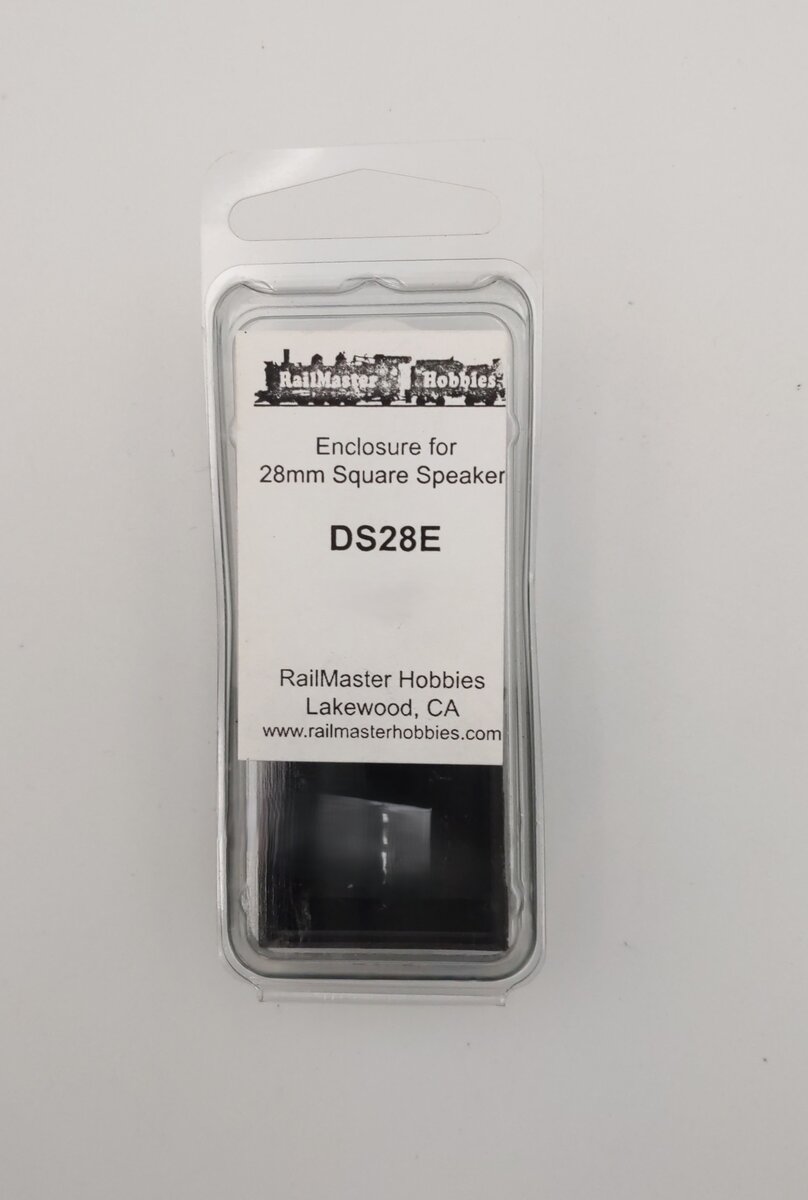 RailMaster Hobbies
Enclosure for
28mm Square Speaker
DS28E
RailMaster Hobbies
Lakewood, CA
www.railmasterhobbies.com